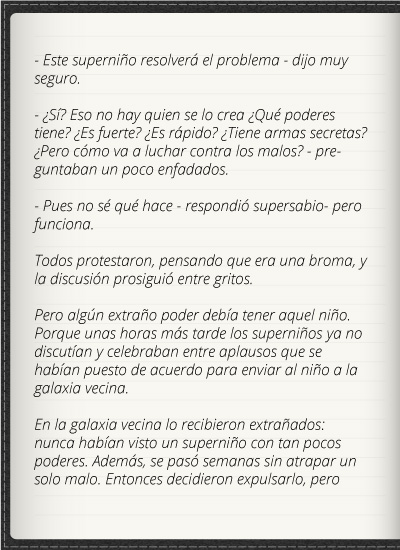 - Este superniño resolverá el problema - dijo muy
seguro.
- ¿Sí? Eso no hay quien se lo crea ¿Qué poderes
tiene? ¿Es fuerte? ¿Es rápido? ¿Tiene armas secretas?
¿Pero cómo va a luchar contra los malos? - pre-
guntaban un poco enfadados.
- Pues no sé qué hace - respondió supersabio- pero
funciona.
Todos protestaron, pensando que era una broma, y
la discusión prosiguió entre gritos.
Pero algún extraño poder debía tener aquel niño.
Porque unas horas más tarde los superniños ya no
discutían y celebraban entre aplausos que se
habían puesto de acuerdo para enviar al niño a la
galaxia vecina.
En la galaxia vecina lo recibieron extrañados:
nunca habían visto un superniño con tan pocos
poderes. Además, se pasó semanas sin atrapar un
solo malo. Entonces decidieron expulsarlo, pero